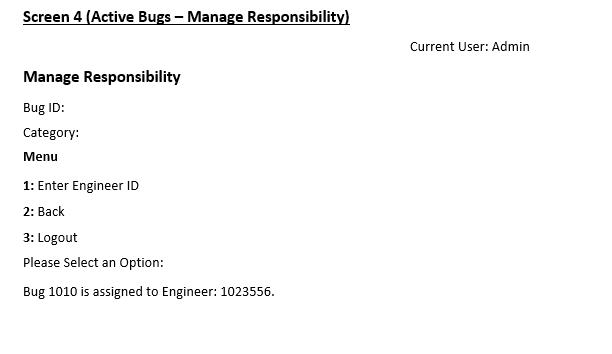 Screen 4 (Active Bugs – Manage Responsibility)
Current User: Admin
Manage Responsibility
Bug ID:
Category:
Menu
1: Enter Engineer ID
2: Back
3: Logout
Please Select an Option:
Bug 1010 is assigned to Engineer: 1023556.